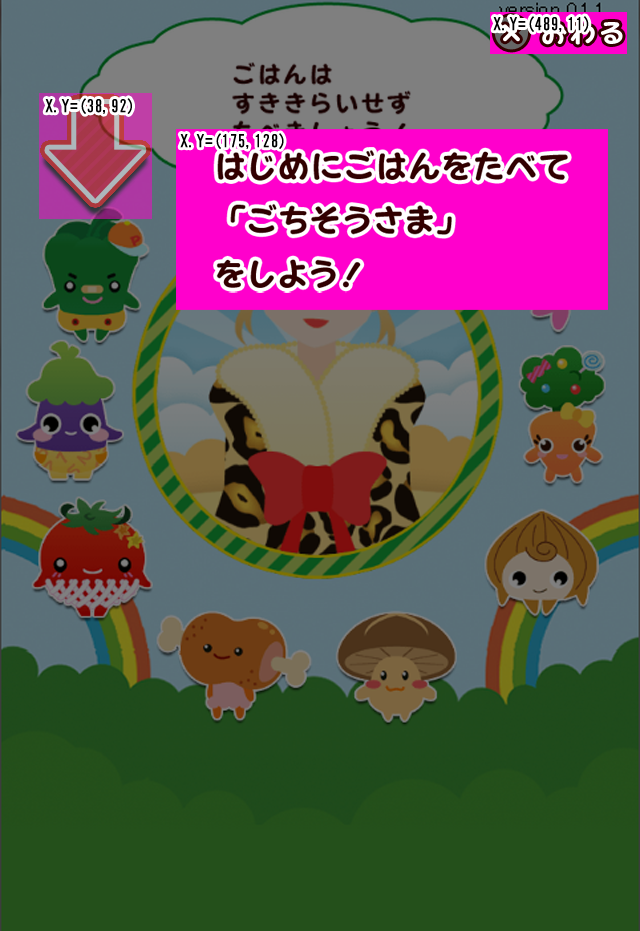 version 0.1.1
X.Y=(489,11)
おわる
X.Y=(38,92)
ごはんは
すききらいせず
X.Y=(175,128)
はじめにごはんをたべて
「ごちそうさま」
をしよう!
P